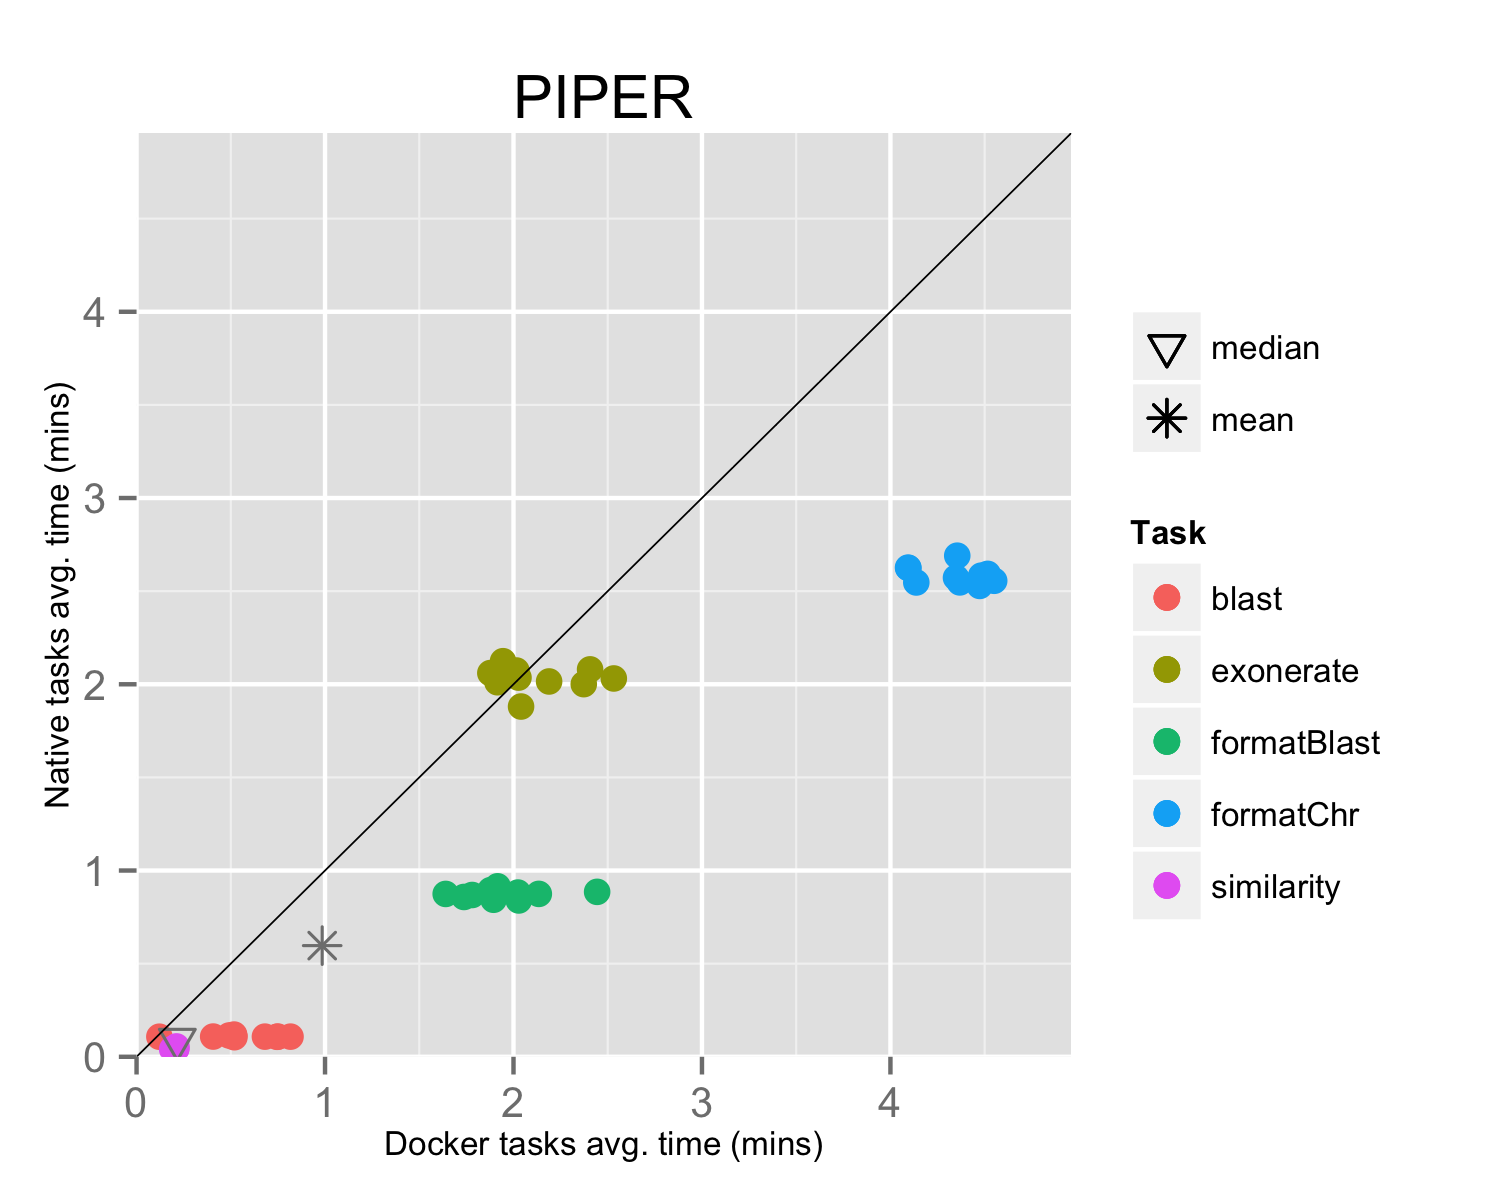 PIPER
Native tasks avg. time (mins)
4
3
2
1
0
0 1 2 3 4
Docker tasks avg. time (mins)
median
mean
Task
blast
exonerate
formatBlast
formatChr
similarity